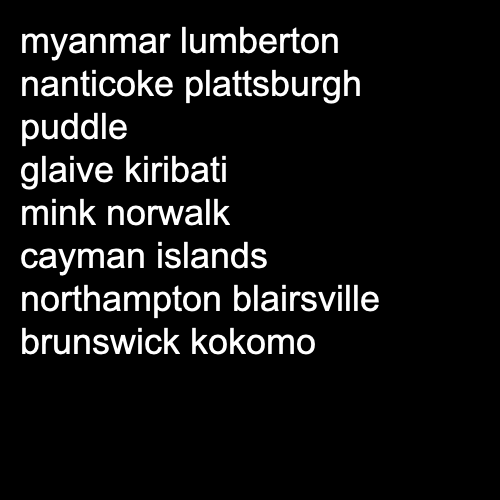 myanmar lumberton
nanticoke plattsburgh
puddle
glaive kiribati
mink norwalk
cayman islands
northampton blairsville
brunswick kokomo